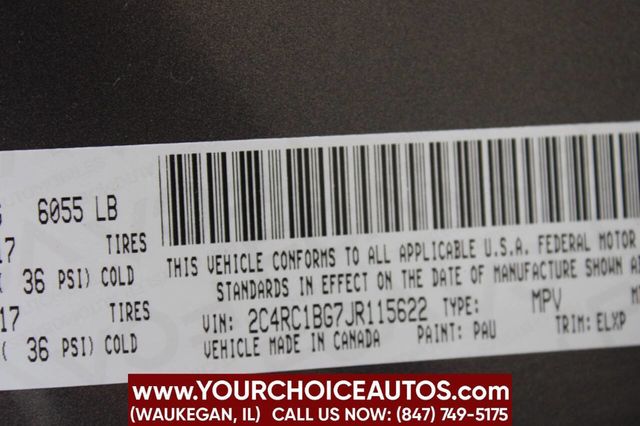 6055 LB
17 TIRES
( 36 PSI) COLD
17 TIRES
( 36 PSI) COLD
THIS VEHICLE CONFORMS TO ALL APPLICABLE U.S.A. FEDERAL MOTOR
STANDARDS IN EFFECT ON THE DATE OF MANUFACTURE SHOWN
VIN: 2C4RC1BG7JR115622 TYPE: MPV
VEHICLE MADE IN CANADA PAINT: PAU TRIM: ELXP
www.YOURCHOICEAUTOS.COM
(WAUKEGAN, IL) CALL US NOW: (847) 749-5175